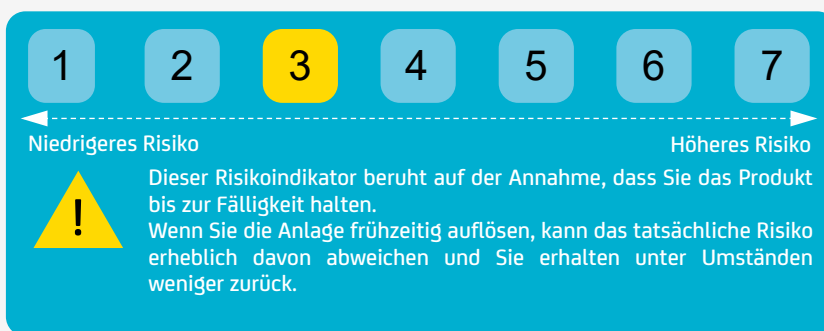 1 2 3 4 5 6 7
Niedrigeres Risiko Höheres Risiko
!
Dieser Risikoindikator beruht auf der Annahme, dass Sie das Produkt
bis zur Fälligkeit halten.
Wenn Sie die Anlage frühzeitig auflösen, kann das tatsächliche Risiko
erheblich davon abweichen und Sie erhalten unter Umständen
weniger zurück.